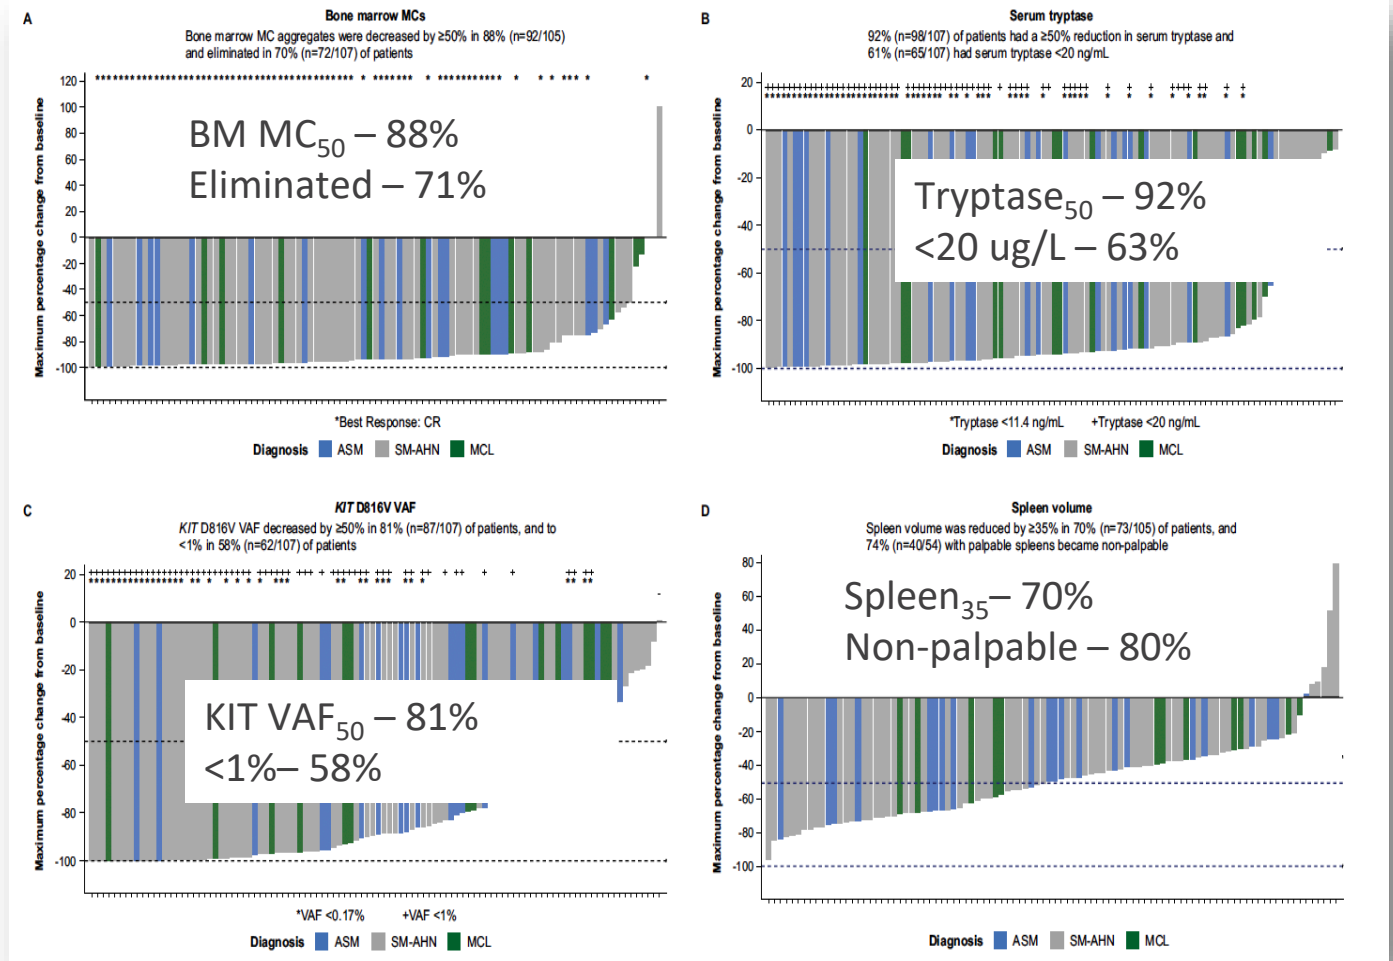 A
Bone marrow MCs
Bone marrow MC aggregates were decreased by ≥50% in 88% (n=92/105)
and eliminated in 70% (n=72/107) of patients
Maximum percentage change from baseline
120
100
80
60
40
20
0
-20
-40
-60
-80
-100
BM MC50 – 88%
Eliminated – 71%
*Best Response: CR
Diagnosis ASM SM-AHN MCL
B
Serum tryptase
92% (n=98/107) of patients had a ≥50% reduction in serum tryptase and
61% (n=65/107) had serum tryptase <20 ng/mL
Maximum percentage change from baseline
20
0
-20
-40
-60
-80
-100
Tryptase50 – 92%
<20 ug/L – 63%
*Tryptase <11.4 ng/mL +Tryptase <20 ng/mL
Diagnosis ASM SM-AHN MCL
C
KIT D816V VAF
KIT D816V VAF decreased by ≥50% in 81% (n=87/107) of patients, and to
<1% in 58% (n=62/107) of patients
Maximum percentage change from baseline
20
0
-20
-40
-60
-80
-100
KIT VAF50 – 81%
<1%– 58%
*VAF <0.17% +VAF <1%
Diagnosis ASM SM-AHN MCL
D
Spleen volume
Spleen volume was reduced by ≥35% in 70% (n=73/105) of patients, and
74% (n=40/54) with palpable spleens became non-palpable
Maximum percentage change from baseline
80
60
40
20
0
-20
-40
-60
-80
-100
Spleen35– 70%
Non-palpable – 80%
Diagnosis ASM SM-AHN MCL